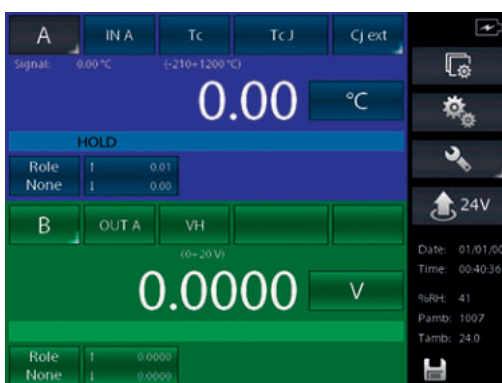 A IN A Tc Tc J Cj ext
Signal: 0.00 °C (-210÷1200 °C)
0.00 °C
HOLD
Role None
↑ 0.01
↓ 0.00
B OUT A VH
(0÷20 V)
0.0000 V
Role None
↑ 0.0000
↓ 0.0000
24V
Date: 01/01/00
Time: 00:40:36
%RH: 41
Pamb: 1007
Tamb: 24.0